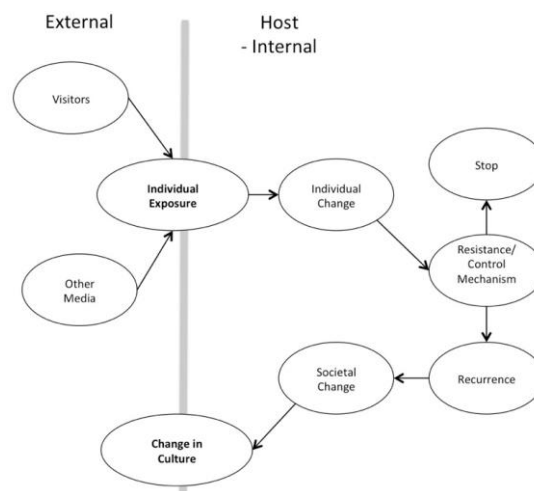 External
Host
- Internal
Visitors
Individual
Exposure
Individual
Change
Stop
Resistance/
Control
Mechanism
Other
Media
Societal
Change
Recurrence
Change in
Culture